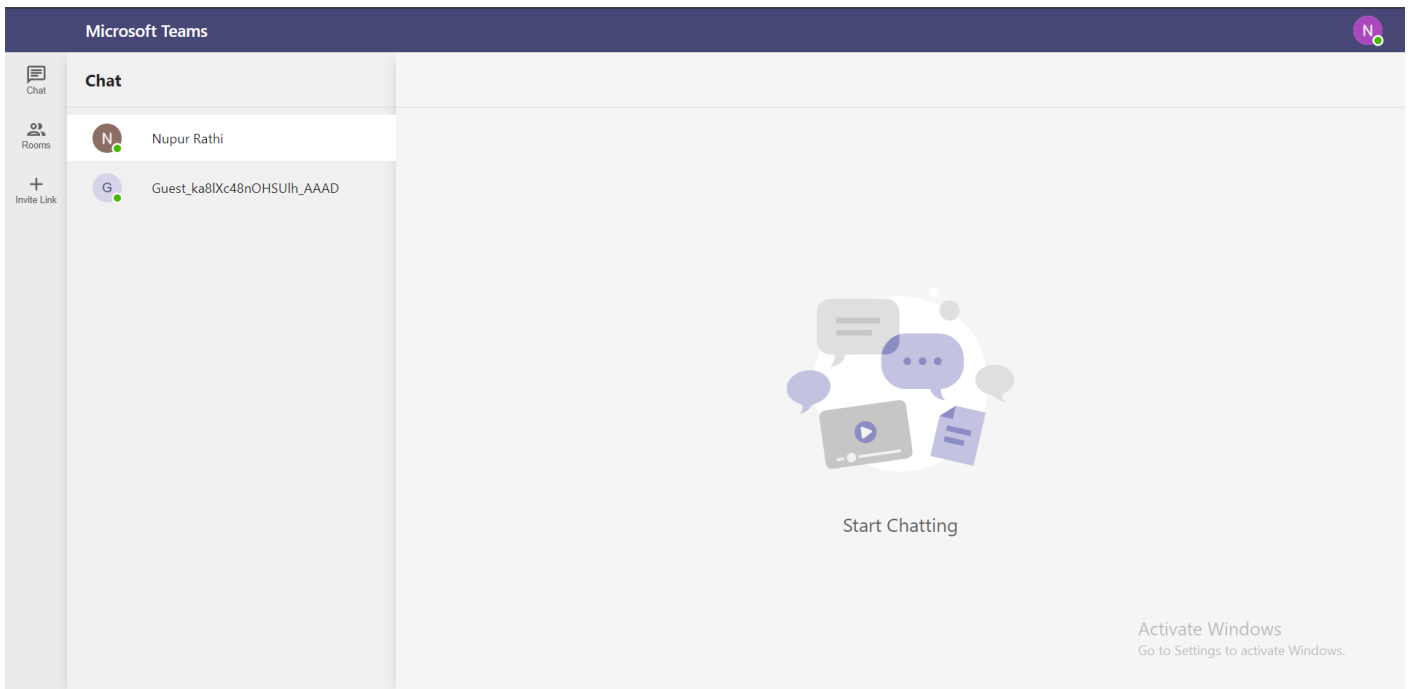 Microsoft Teams
N
Chat
Chat
N
Nupur Rathi
Rooms
G
Invite Link
Start Chatting
Activate Windows
Go to Settings to activate Windows.